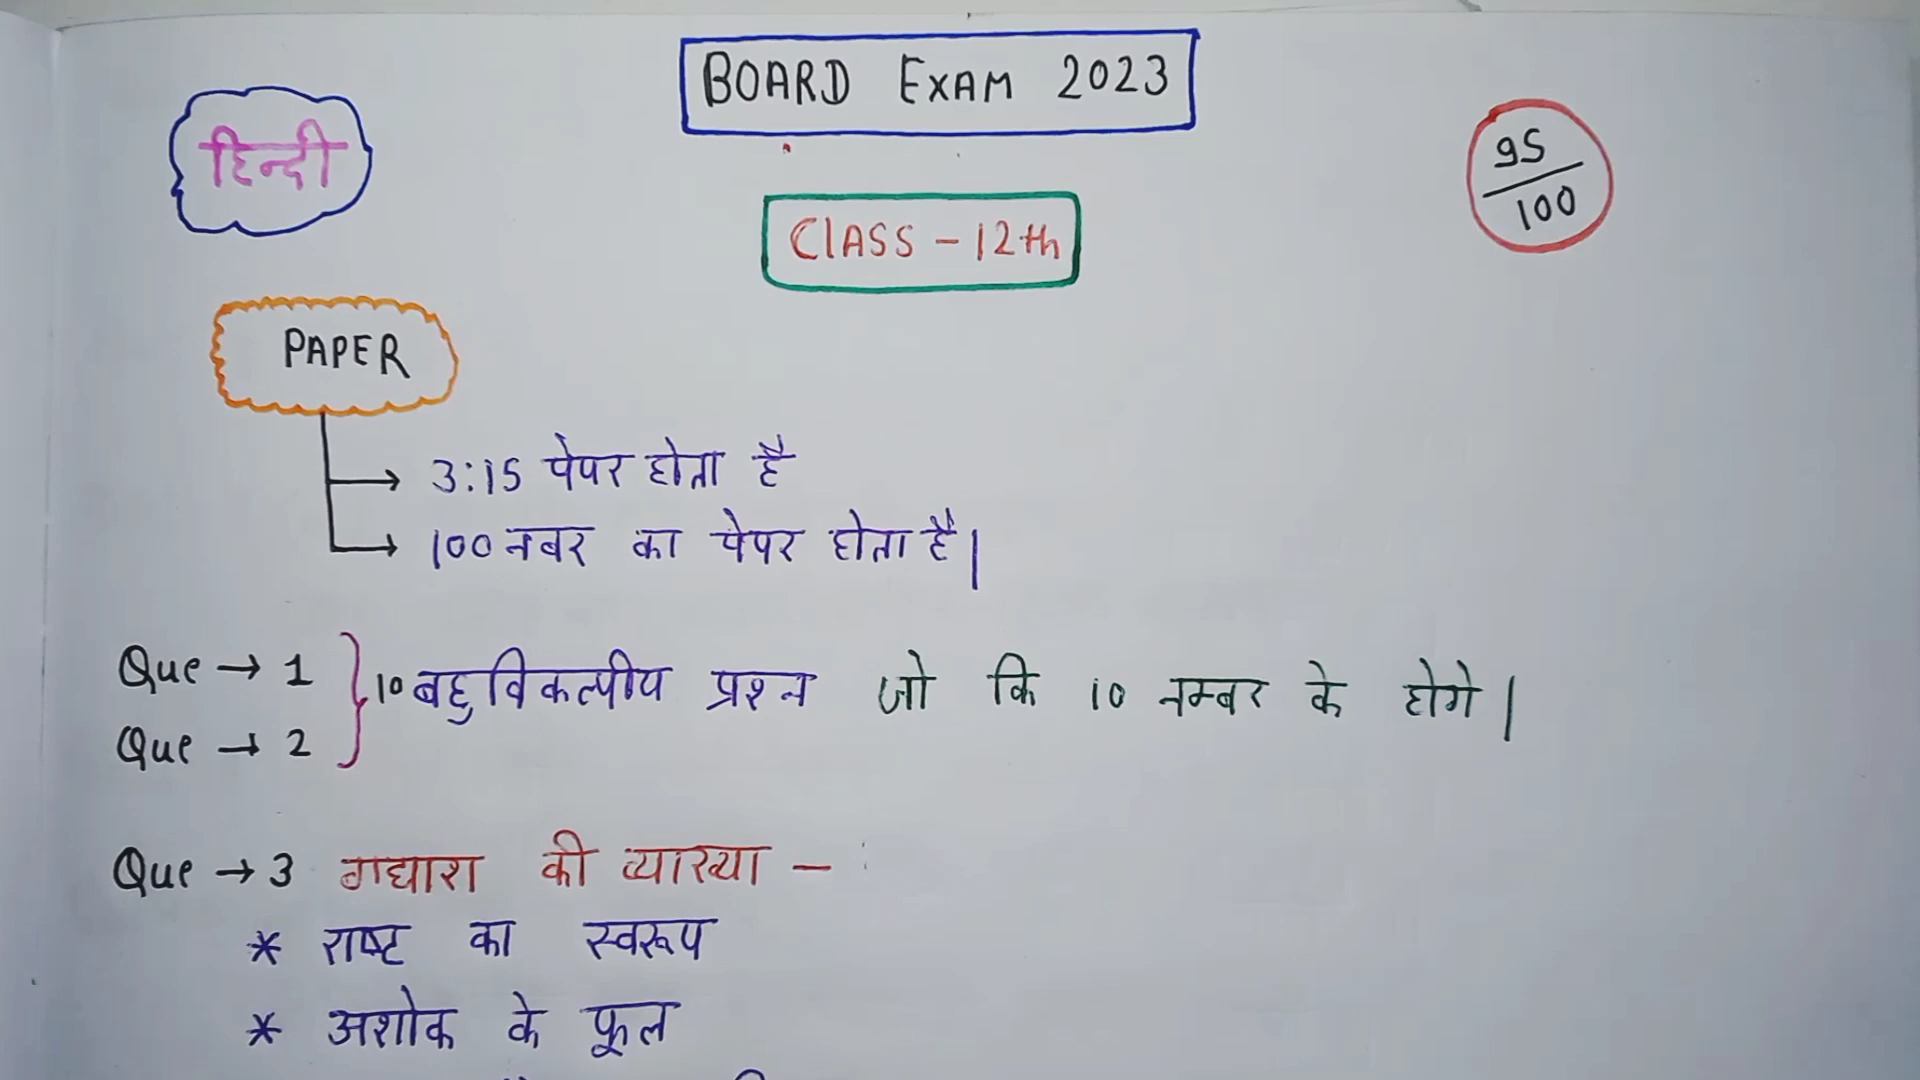 BOARD EXAM 2023
हिन्दी
95
100
CLASS - 12th
PAPER
→ 3:15 पेपर होता है
→ 100 नबर का पेपर होता है|
Que → 1
10 बहुविकल्पीय प्रश्न जो कि 10 नम्बर के होगे|
Que → 2
Que → 3 गद्याश की व्याख्या -
* राष्ट का स्वरूप
* अशोक के फूल